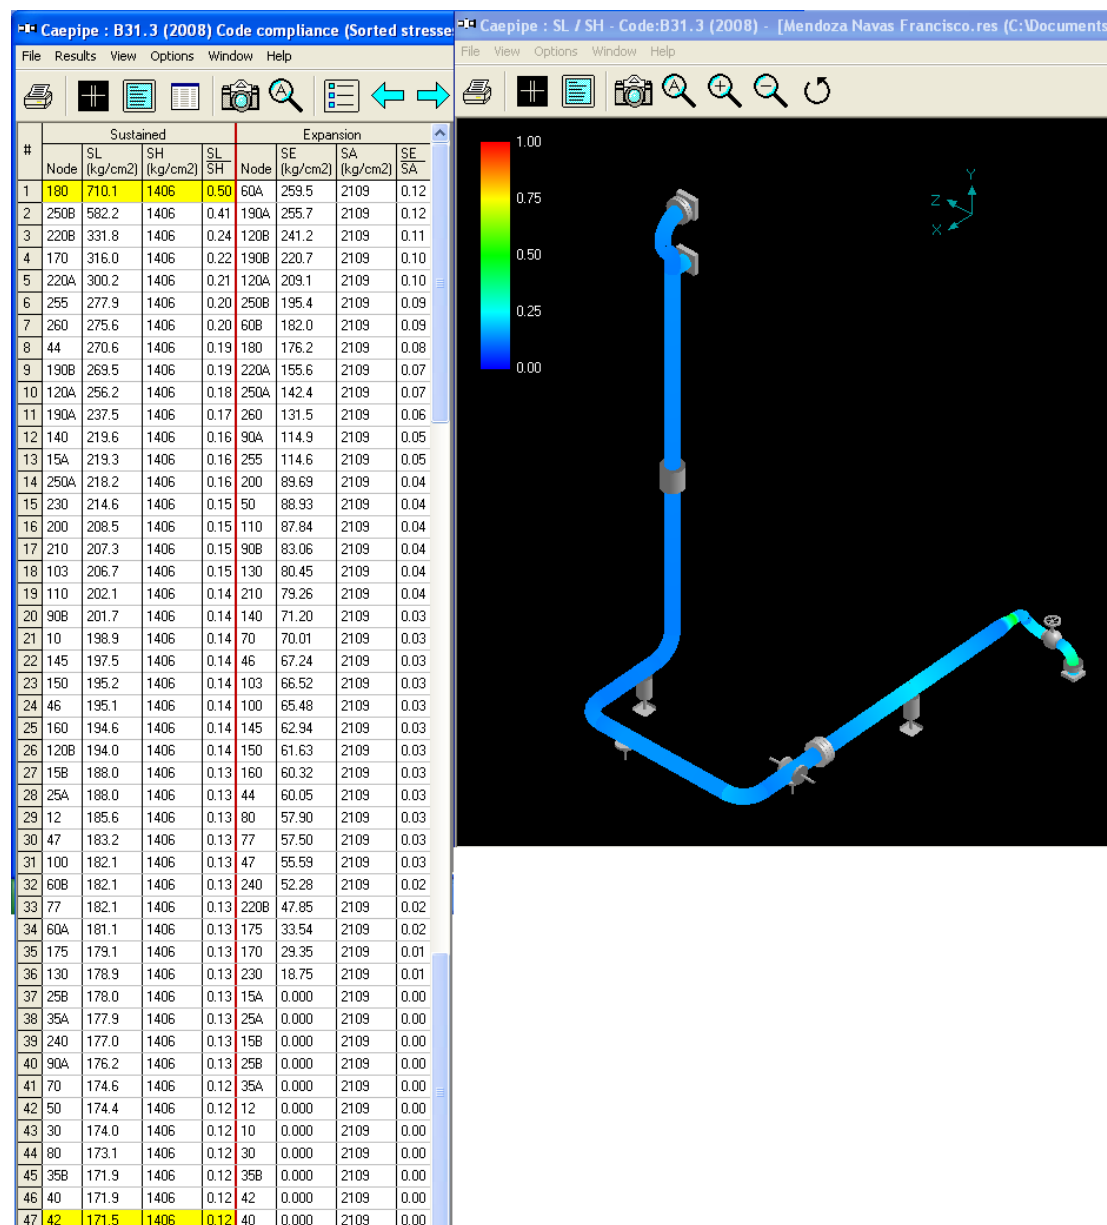 Caepipe : B31.3 (2008) Code compliance (Sorted stresse
File Results View Options Window Help
# Sustained Expansion
Node SL (kg/cm2) SH (kg/cm2) SL/SH Node SE (kg/cm2) SA (kg/cm2) SE/SA
1 180 710.1 1406 0.50 60A 259.5 2109 0.12
2 250B 582.2 1406 0.41 190A 255.7 2109 0.12
3 220B 331.8 1406 0.24 120B 241.2 2109 0.11
4 170 316.0 1406 0.22 190B 220.7 2109 0.10
5 220A 300.2 1406 0.21 120A 209.1 2109 0.10
6 255 277.9 1406 0.20 250B 195.4 2109 0.09
7 260 275.6 1406 0.20 60B 182.0 2109 0.09
8 44 270.6 1406 0.19 180 176.2 2109 0.08
9 190B 269.5 1406 0.19 220A 155.6 2109 0.07
10 120A 256.2 1406 0.18 250A 142.4 2109 0.07
11 190A 237.5 1406 0.17 260 131.5 2109 0.06
12 140 219.6 1406 0.16 90A 114.9 2109 0.05
13 15A 219.3 1406 0.16 255 114.6 2109 0.05
14 250A 218.2 1406 0.16 200 89.69 2109 0.04
15 230 214.6 1406 0.15 50 88.93 2109 0.04
16 200 208.5 1406 0.15 110 87.84 2109 0.04
17 210 207.3 1406 0.15 90B 83.06 2109 0.04
18 103 206.7 1406 0.15 130 80.45 2109 0.04
19 110 202.1 1406 0.14 210 79.26 2109 0.04
20 90B 201.7 1406 0.14 140 71.20 2109 0.03
21 10 198.9 1406 0.14 70 70.01 2109 0.03
22 145 197.5 1406 0.14 46 67.24 2109 0.03
23 150 195.2 1406 0.14 103 66.52 2109 0.03
24 46 195.1 1406 0.14 100 65.48 2109 0.03
25 160 194.6 1406 0.14 145 62.94 2109 0.03
26 120B 194.0 1406 0.14 150 61.63 2109 0.03
27 15B 188.0 1406 0.13 160 60.32 2109 0.03
28 25A 188.0 1406 0.13 44 60.05 2109 0.03
29 12 185.6 1406 0.13 80 57.90 2109 0.03
30 47 183.2 1406 0.13 77 57.50 2109 0.03
31 100 182.1 1406 0.13 47 55.59 2109 0.03
32 60B 182.1 1406 0.13 240 52.28 2109 0.02
33 77 182.1 1406 0.13 220B 47.85 2109 0.02
34 60A 181.1 1406 0.13 175 33.54 2109 0.02
35 175 179.1 1406 0.13 170 29.35 2109 0.01
36 130 178.9 1406 0.13 230 18.75 2109 0.01
37 25B 178.0 1406 0.13 15A 0.000 2109 0.00
38 35A 177.9 1406 0.13 25A 0.000 2109 0.00
39 240 177.0 1406 0.13 15B 0.000 2109 0.00
40 90A 176.2 1406 0.13 25B 0.000 2109 0.00
41 70 174.6 1406 0.12 35A 0.000 2109 0.00
42 50 174.4 1406 0.12 12 0.000 2109 0.00
43 30 174.0 1406 0.12 10 0.000 2109 0.00
44 80 173.1 1406 0.12 30 0.000 2109 0.00
45 35B 171.9 1406 0.12 35B 0.000 2109 0.00
46 40 171.9 1406 0.12 42 0.000 2109 0.00
47 42 171.5 1406 0.12 40 0.000 2109 0.00
Caepipe : SL / SH - Code:B31.3 (2008) - [Mendoza Navas Francisco.res (C:\Documents
File View Options Window Help
1.00
0.75
0.50
0.25
0.00
Y
Z
X